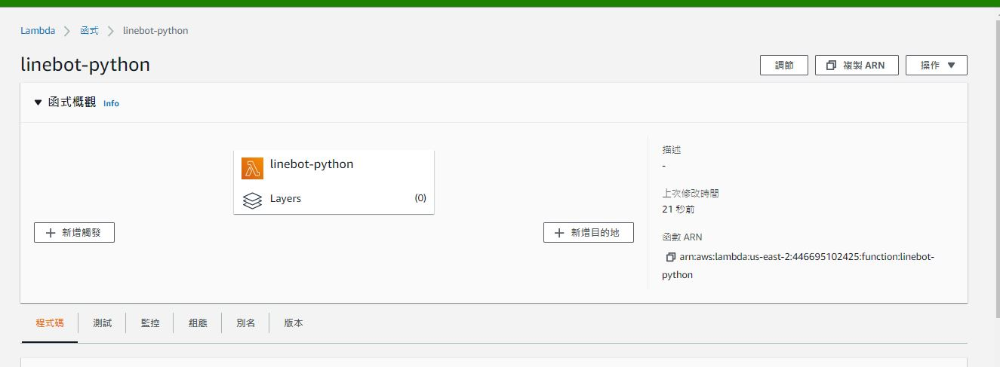 Lambda 函式 linebot-python
linebot-python
調節 複製 ARN 操作
函式概觀 Info
linebot-python
Layers (0)
新增觸發
新增目的地
描述
-
上次修改時間
21 秒前
函數 ARN
arn:aws:lambda:us-east-2:446695102425:function:linebot-
python
程式碼 測試 監控 組態 別名 版本